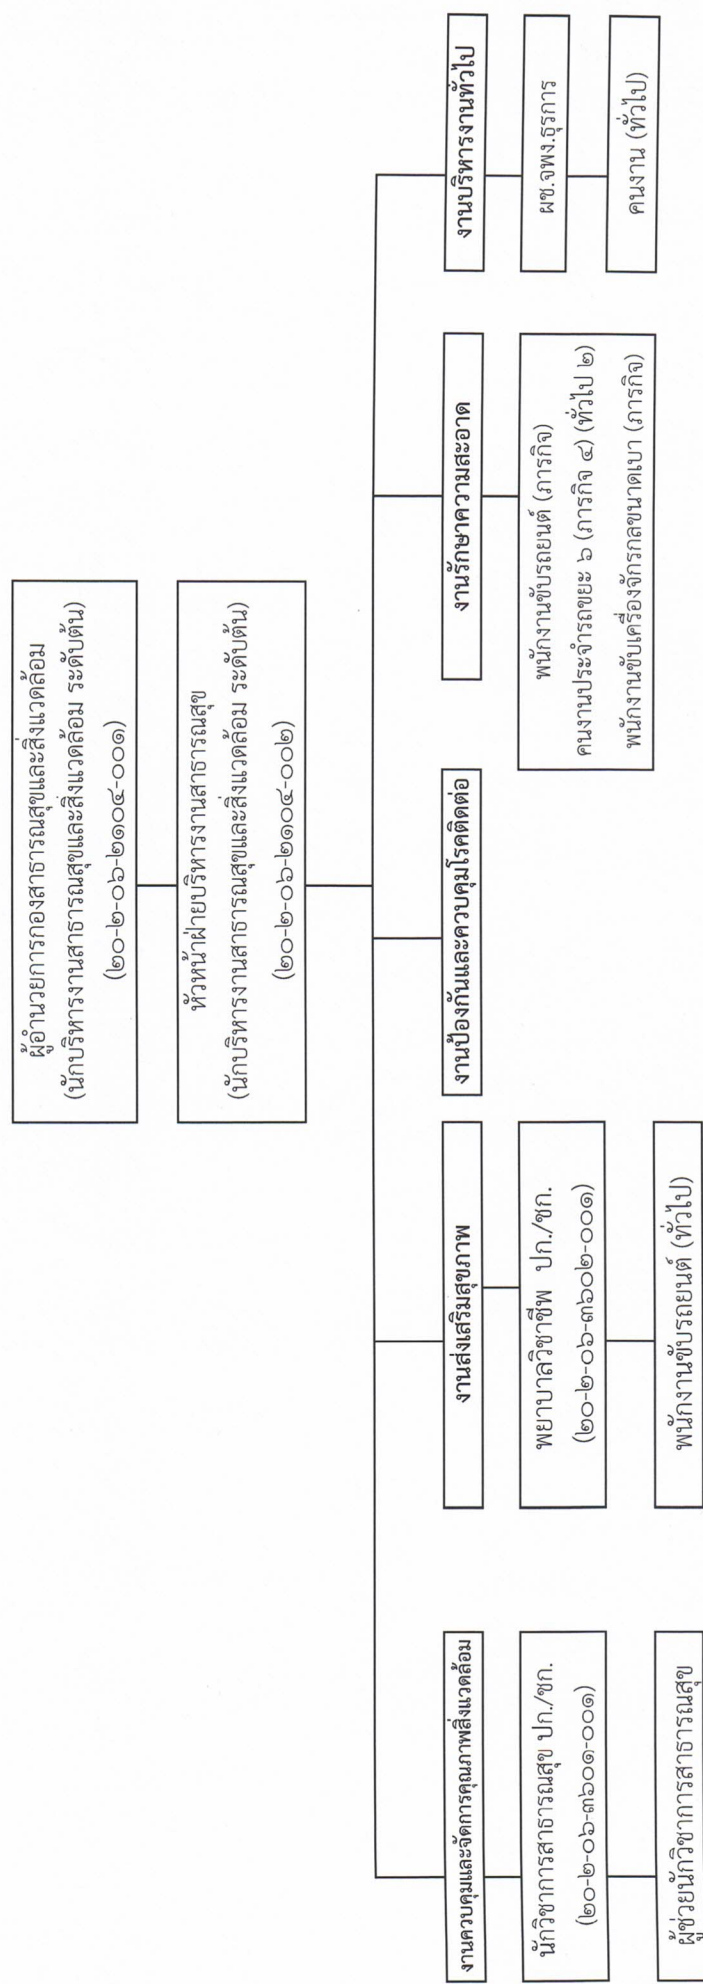 ผู้อำนวยการกองสาธารณสุขและสิ่งแวดล้อม
(นักบริหารงานสาธารณสุขและสิ่งแวดล้อม ระดับต้น)
(๒๐-๒-๐๖-๒๑๐๔-๐๐๑)
หัวหน้าฝ่ายบริหารงานสาธารณสุข
(นักบริหารงานสาธารณสุขและสิ่งแวดล้อม ระดับต้น)
(๒๐-๒-๐๖-๒๑๐๔-๐๐๒)
งานควบคุมและจัดการคุณภาพสิ่งแวดล้อม
นักวิชาการสาธารณสุข ปก./ชก.
(๒๐-๒-๐๖-๓๖๐๑-๐๐๑)
ผู้ช่วยนักวิชาการสาธารณสุข
งานส่งเสริมสุขภาพ
พยาบาลวิชาชีพ ปก./ชก.
(๒๐-๒-๐๖-๓๖๐๒-๐๐๑)
พนักงานขับรถยนต์ (ทั่วไป)
งานป้องกันและควบคุมโรคติดต่อ
งานรักษาความสะอาด
พนักงานขับรถยนต์ (ภารกิจ)
คนงานประจำรถขยะ ๖ (ภารกิจ ๔) (ทั่วไป ๒)
พนักงานขับเครื่องจักรกลขนาดเบา (ภารกิจ)
งานบริหารงานทั่วไป
ผช.จพง.ธุรการ
คนงาน (ทั่วไป)